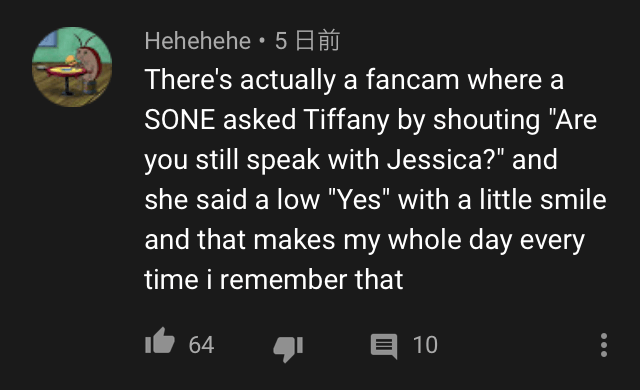 Hehehehe • 5 日前
There's actually a fancam where a
SONE asked Tiffany by shouting "Are
you still speak with Jessica?" and
she said a low "Yes" with a little smile
and that makes my whole day every
time i remember that
64 10